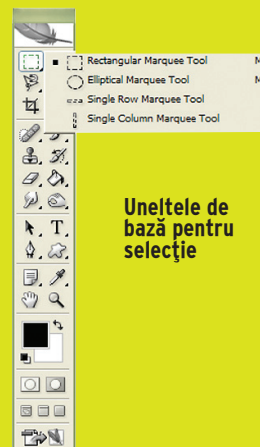 Rectangular Marquee Tool M
Elliptical Marquee Tool M
Single Row Marquee Tool
Single Column Marquee Tool
T
Uneltele de
bază pentru
selecţie